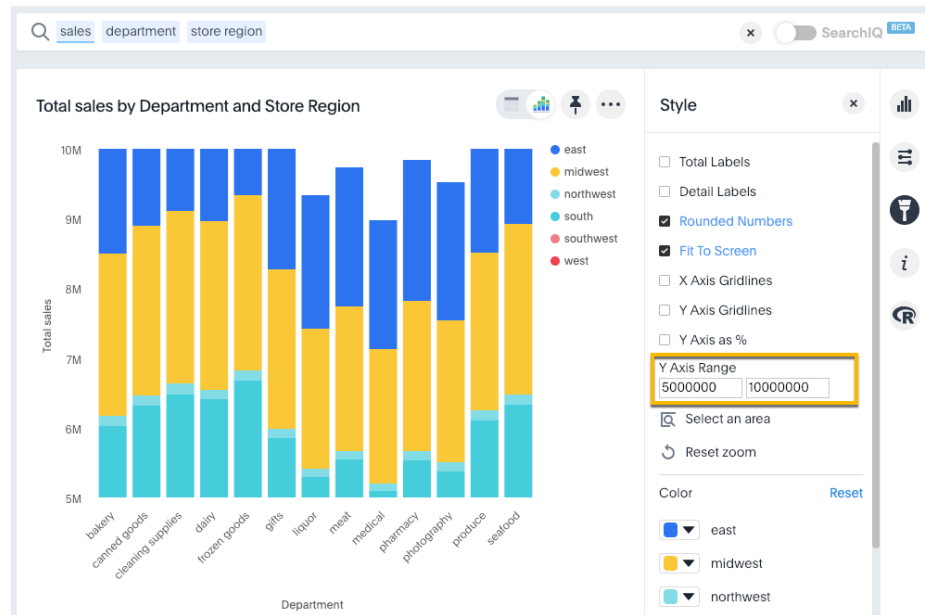 sales department store region
× SearchIQ BETA
Total sales by Department and Store Region
Style
×
10M
9M
8M
7M
6M
5M
Total sales
bakery
canned goods
cleaning supplies
dairy
frozen goods
gifts
liquor
meat
medical
pharmacy
photography
produce
seafood
Department
east
midwest
northwest
south
southwest
west
Total Labels
Detail Labels
Rounded Numbers
Fit To Screen
X Axis Gridlines
Y Axis Gridlines
Y Axis as %
Y Axis Range
5000000 10000000
Select an area
Reset zoom
Color Reset
east
midwest
northwest
i
R